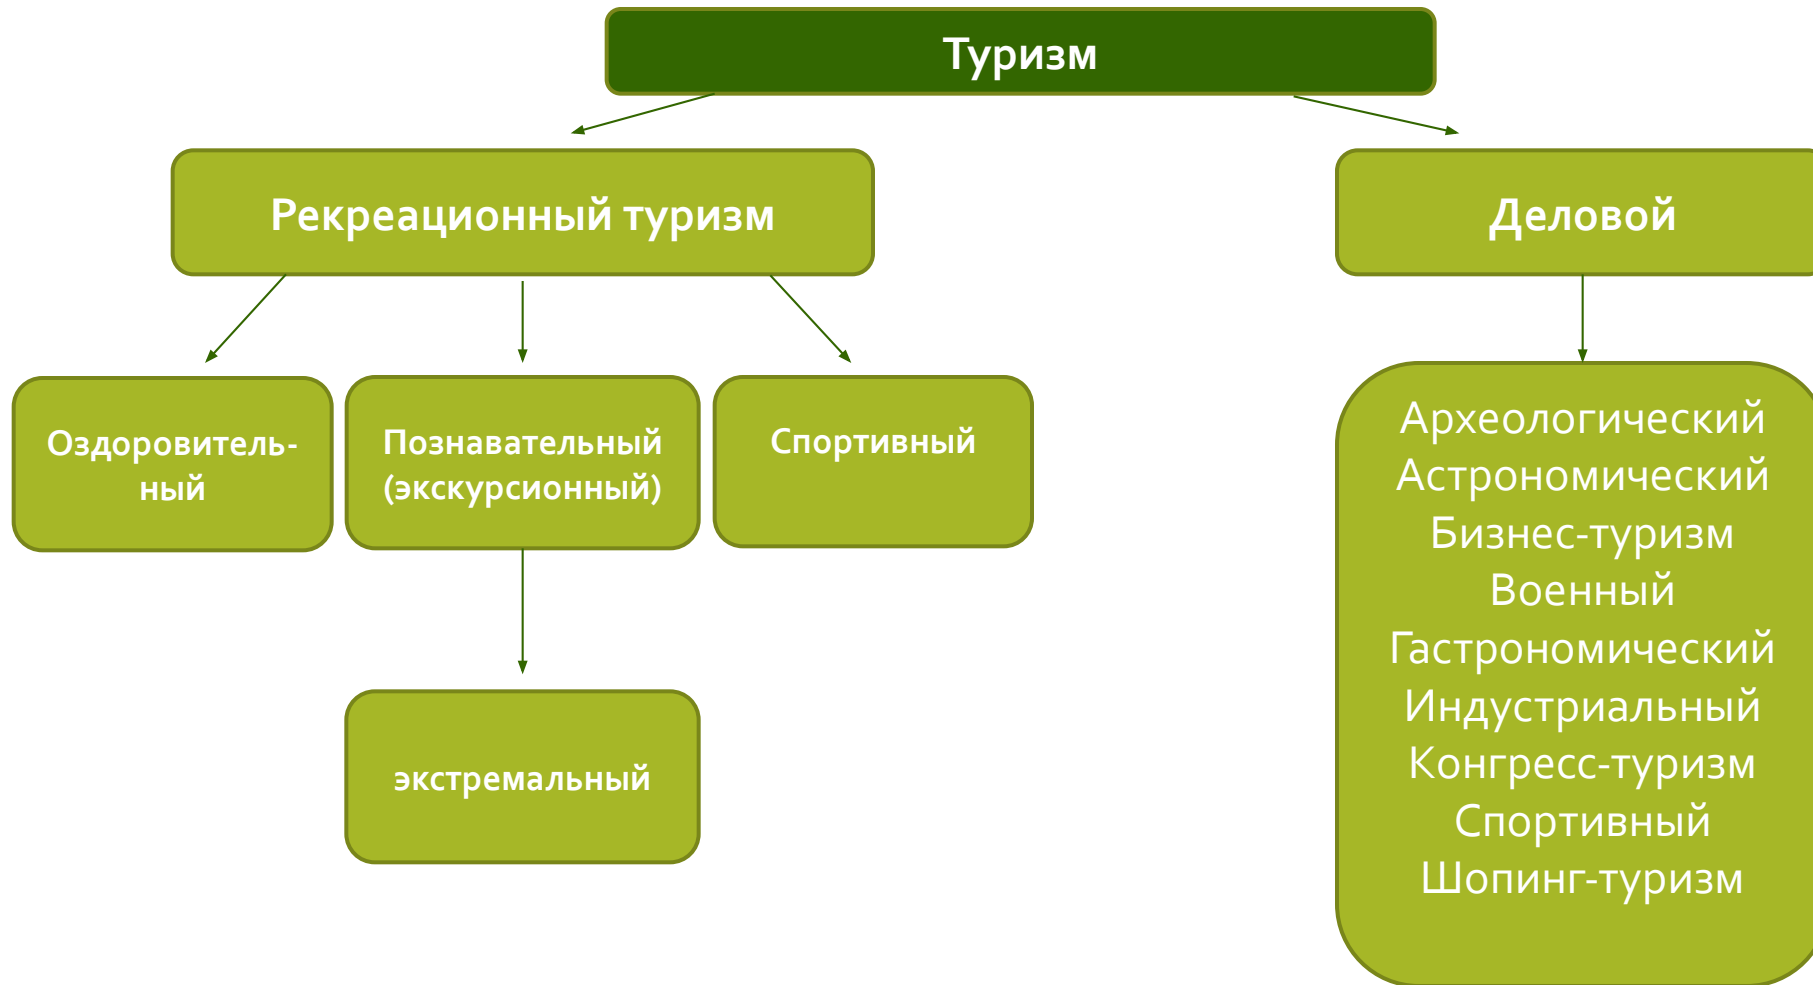 Туризм
Рекреационный туризм
Деловой
Оздоровитель-
ный
Познавательный
(экскурсионный)
Спортивный
экстремальный
Археологический
Астрономический
Бизнес-туризм
Военный
Гастрономический
Индустриальный
Конгресс-туризм
Спортивный
Шопинг-туризм